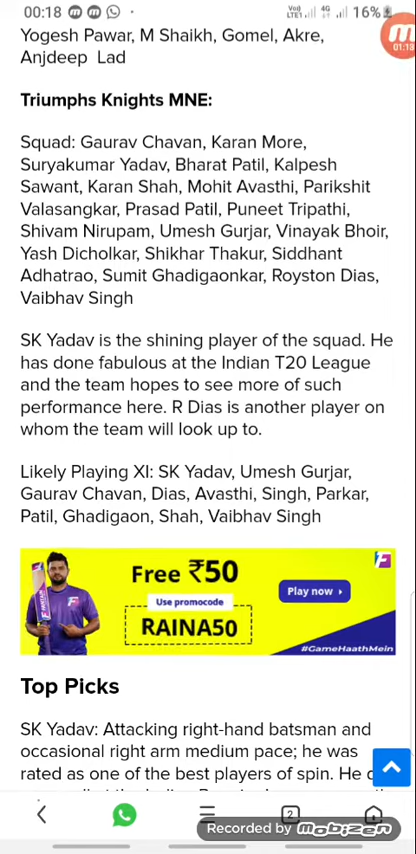 00:18
VoD LTE1 4G 16%
01:18
Yogesh Pawar, M Shaikh, Gomel, Akre,
Anjdeep Lad
Triumphs Knights MNE:
Squad: Gaurav Chavan, Karan More,
Suryakumar Yadav, Bharat Patil, Kalpesh
Sawant, Karan Shah, Mohit Avasthi, Parikshit
Valasangkar, Prasad Patil, Puneet Tripathi,
Shivam Nirupam, Umesh Gurjar, Vinayak Bhoir,
Yash Dicholkar, Shikhar Thakur, Siddhant
Adhatrao, Sumit Ghadigaonkar, Royston Dias,
Vaibhav Singh
SK Yadav is the shining player of the squad. He
has done fabulous at the Indian T20 League
and the team hopes to see more of such
performance here. R Dias is another player on
whom the team will look up to.
Likely Playing XI: SK Yadav, Umesh Gurjar,
Gaurav Chavan, Dias, Avasthi, Singh, Parkar,
Patil, Ghadigaon, Shah, Vaibhav Singh
Free ₹50
Use promocode
RAINA50
Play now
#GameHaathMein
Top Picks
SK Yadav: Attacking right-hand batsman and
occasional right arm medium pace; he was
rated as one of the best players of spin. He
2
Recorded by mobizen